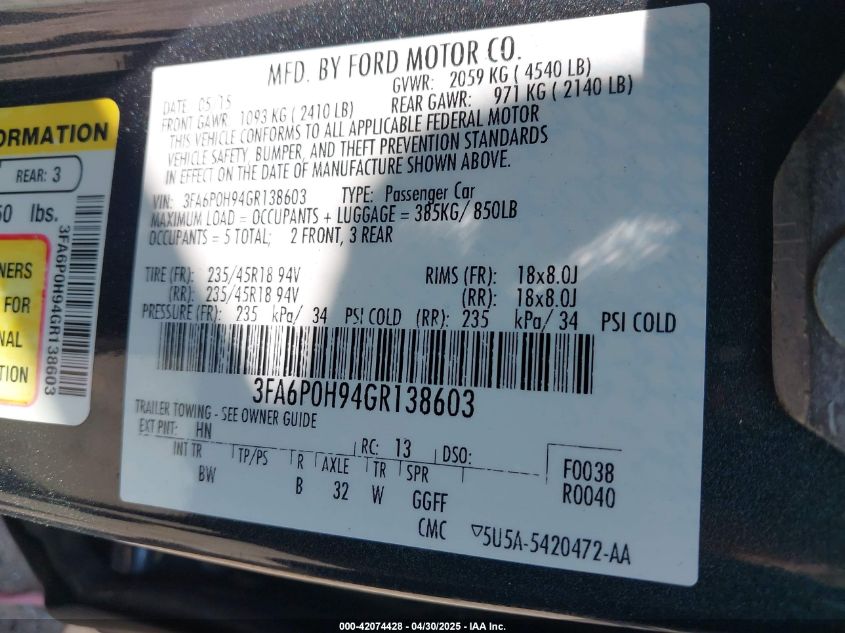 MFD. BY FORD MOTOR CO.
DATE 05/15
GVWR: 2059 KG ( 4540 LB)
FRONT GAWR: 1093 KG ( 2410 LB)
REAR GAWR: 971 KG ( 2140 LB)
THIS VEHICLE CONFORMS TO ALL APPLICABLE FEDERAL MOTOR
VEHICLE SAFETY, BUMPER, AND THEFT PREVENTION STANDARDS
IN EFFECT ON THE DATE OF MANUFACTURE SHOWN ABOVE.
VIN: 3FA6P0H94GR138603 TYPE: Passenger Car
MAXIMUM LOAD = OCCUPANTS + LUGGAGE = 385KG/ 850LB
OCCUPANTS = 5 TOTAL; 2 FRONT, 3 REAR
TIRE (FR): 235/45R18 94V RIMS (FR): 18x8.0J
(RR): 235/45R18 94V (RR): 18x8.0J
PRESSURE (FR): 235 kPa/ 34 PSI COLD (RR): 235 kPa/ 34 PSI COLD
3FA6P0H94GR138603
TRAILER TOWING - SEE OWNER GUIDE
EXT PNT: HN RC: 13 DSO:
INT TR TP/PS R AXLE TR SPR
BW B 32 W GGFF
CMC
F0038
R0040
▽5U5A-5420472-AA
ORMATION
REAR: 3
50 lbs.
3FA6P0H94GR138603
NERS
FOR
NAL
TION
000-42074428 - 04/30/2025 - IAA Inc.